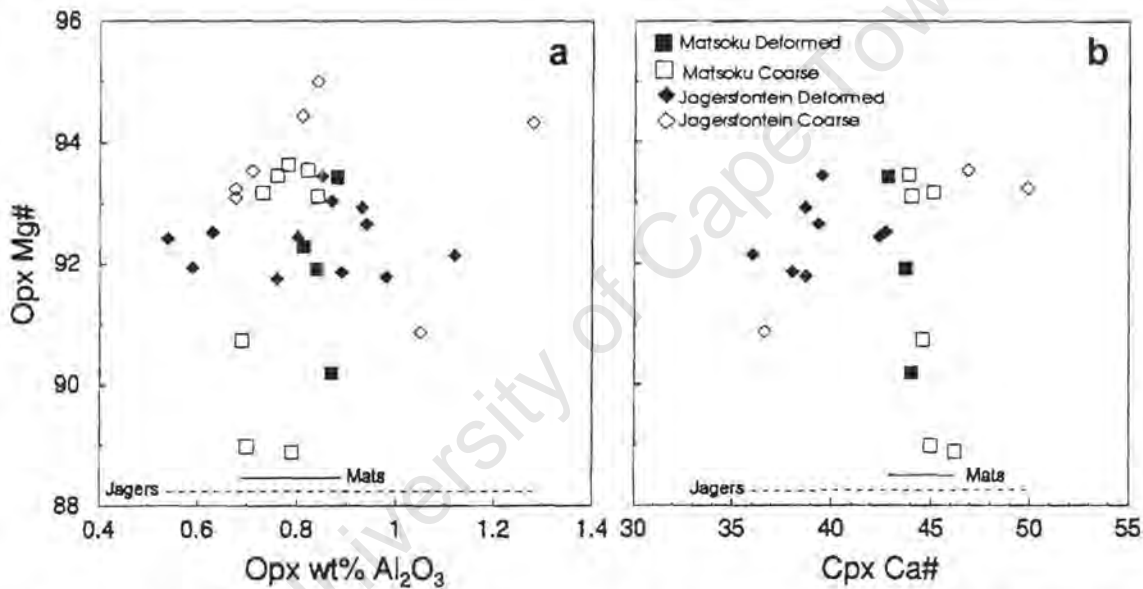 96
94
92
90
88
Opx Mg#
a
Jagers
Mats
0.4
0.6
0.8
1
1.2
1.4
Opx wt% Al₂O₃
b
Matsoku Deformed
Matsoku Coarse
Jagersfontein Deformed
Jagersfontein Coarse
Jagers
Mats
30
35
40
45
50
55
Cpx Ca#
University of Cape Tow